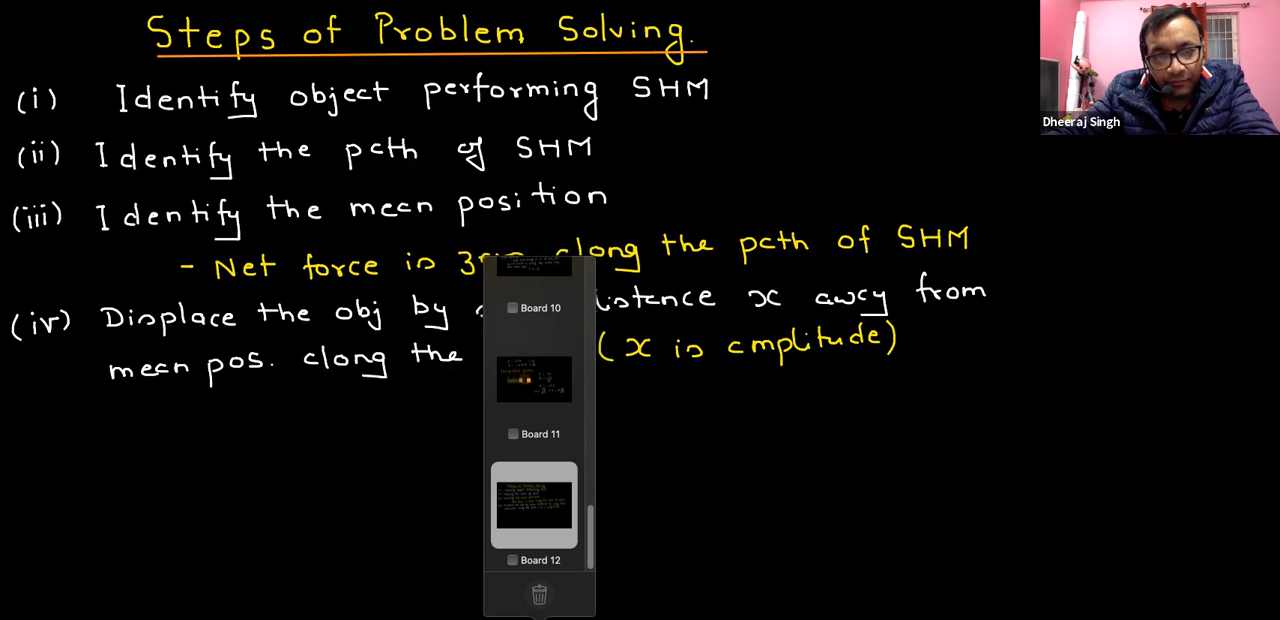 Steps of Problem Solving.
Dheeraj Singh
(i) Identify object performing SHM
(ii) Identify the path of SHM
(iii) Identify the mean position
- Net force is along the path of SHM
(iv) Displace the obj by x away from
mean pos. along the (x is amplitude)
Board 10
Board 11
Board 12